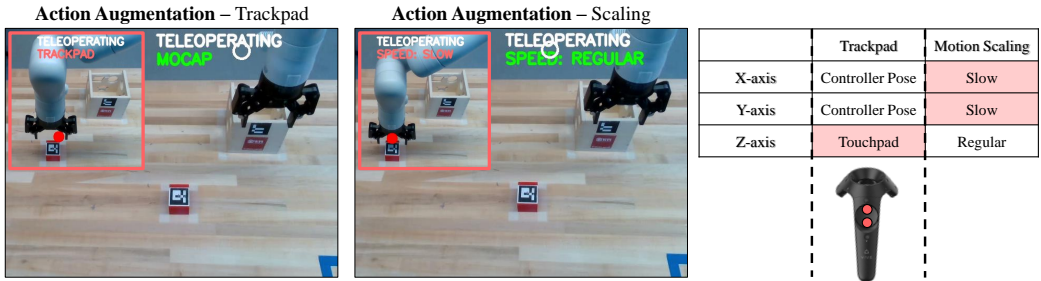 Action Augmentation – Trackpad
TELEOPERATING
TRACKPAD
TELEOPERATING
MOCAP
Action Augmentation – Scaling
TELEOPERATING
SPEED: SLOW
TELEOPERATING
SPEED: REGULAR
Trackpad Motion Scaling
X-axis Controller Pose Slow
Y-axis Controller Pose Slow
Z-axis Touchpad Regular